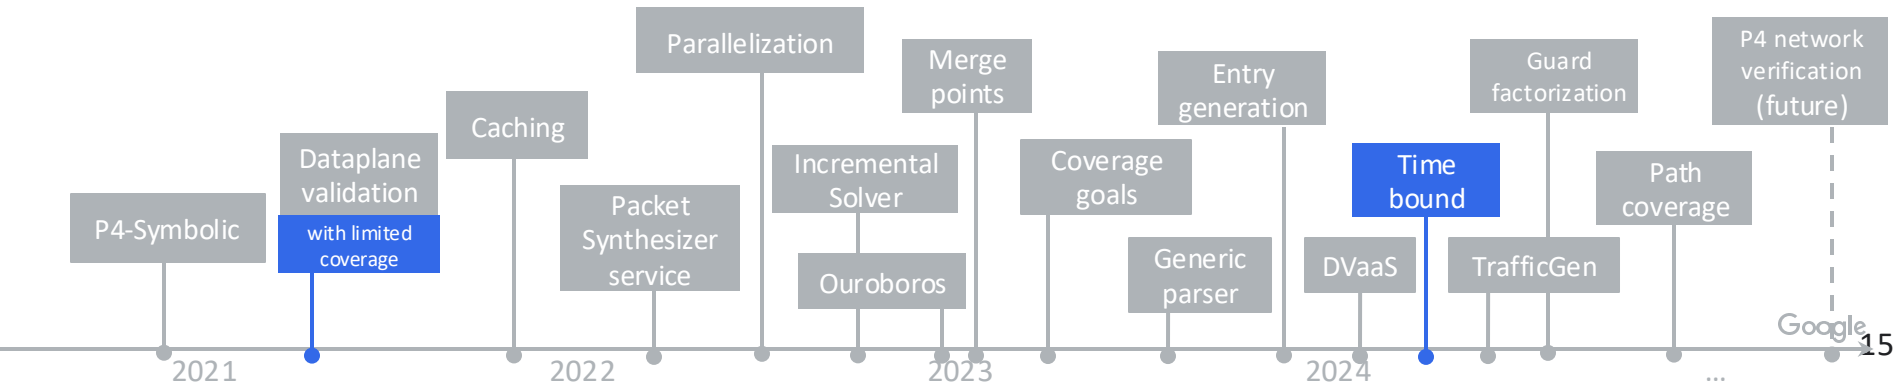 P4-Symbolic
Dataplane
validation
with limited
coverage
Caching
Packet
Synthesizer
service
Parallelization
Incremental
Solver
Ouroboros
Merge
points
Coverage
goals
Generic
parser
Entry
generation
DVaaS
Time
bound
TrafficGen
Guard
factorization
Path
coverage
P4 network
verification
(future)
Google
15
2021
2022
2023
2024
...